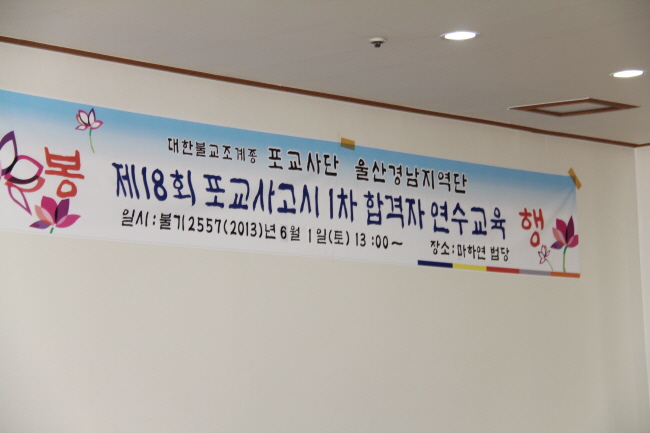 봉 행
대한불교조계종 포교사단 울산경남지역단
제18회 포교사고시 1차 합격자 연수교육
일시:불기2557(2013)년 6월 1일(토) 13:00~ 장소:마하연 법당